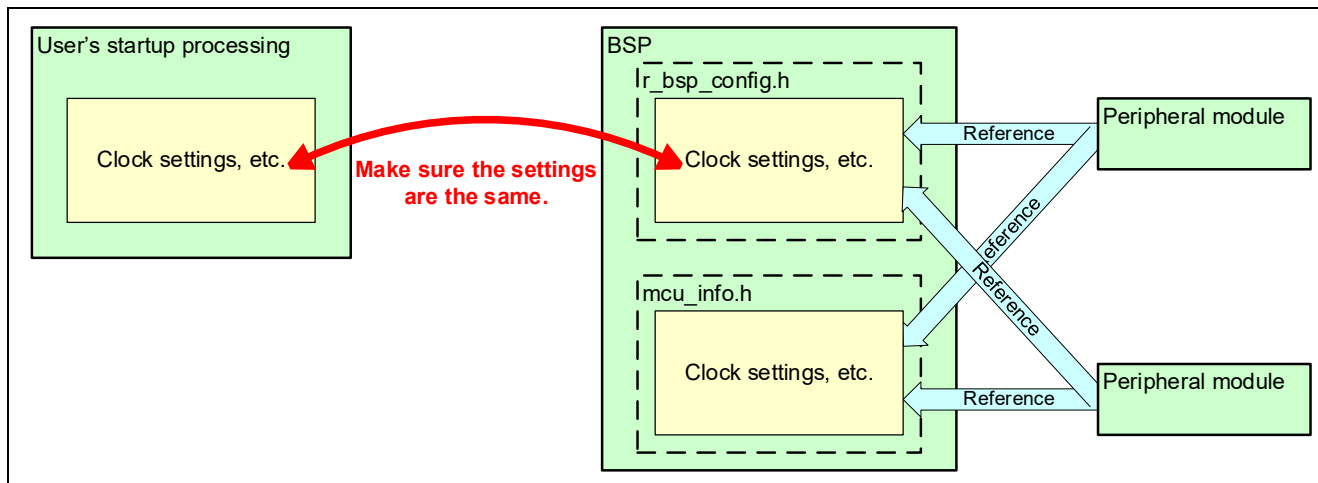 User's startup processing
Clock settings, etc.
Make sure the settings
are the same.
BSP
r_bsp_config.h
Clock settings, etc.
mcu_info.h
Clock settings, etc.
Reference
Reference
Reference
Peripheral module
Reference
Peripheral module